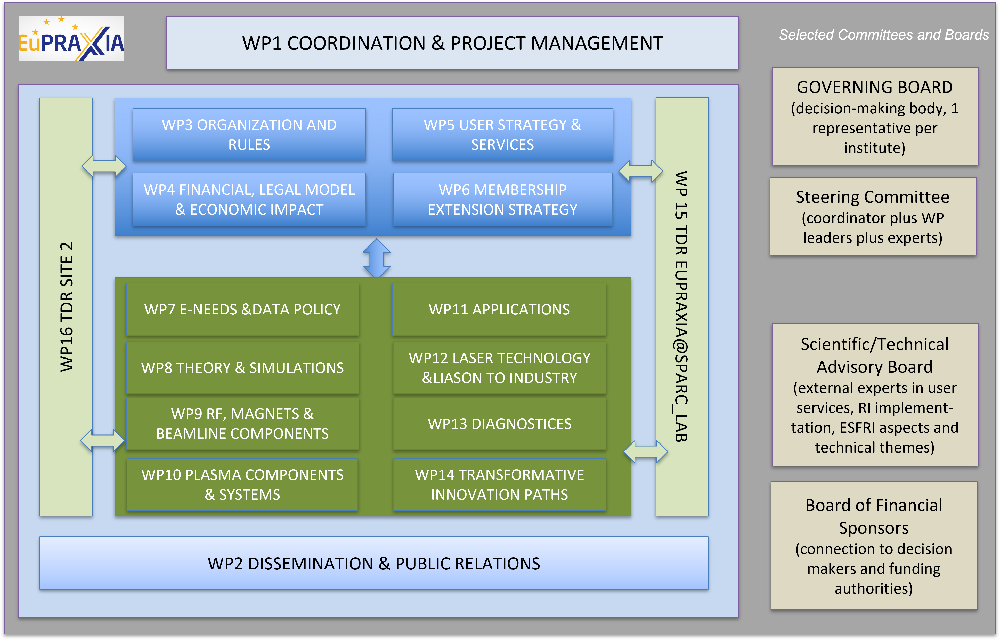 EuPRAXIA
WP1 COORDINATION & PROJECT MANAGEMENT
Selected Committees and Boards
WP16 TDR SITE 2
WP3 ORGANIZATION AND
RULES
WP5 USER STRATEGY &
SERVICES
WP4 FINANCIAL, LEGAL MODEL
& ECONOMIC IMPACT
WP6 MEMBERSHIP
EXTENSION STRATEGY
WP7 E-NEEDS &DATA POLICY
WP11 APPLICATIONS
WP8 THEORY & SIMULATIONS
WP12 LASER TECHNOLOGY
&LIASON TO INDUSTRY
WP9 RF, MAGNETS &
BEAMLINE COMPONENTS
WP13 DIAGNOSTICES
WP10 PLASMA COMPONENTS
& SYSTEMS
WP14 TRANSFORMATIVE
INNOVATION PATHS
WP 15 TDR EUPRAXIA@SPARC_LAB
WP2 DISSEMINATION & PUBLIC RELATIONS
GOVERNING BOARD
(decision-making body, 1
representative per
institute)
Steering Committee
(coordinator plus WP
leaders plus experts)
Scientific/Technical
Advisory Board
(external experts in user
services, RI implement-
tation, ESFRI aspects and
technical themes)
Board of Financial
Sponsors
(connection to decision
makers and funding
authorities)